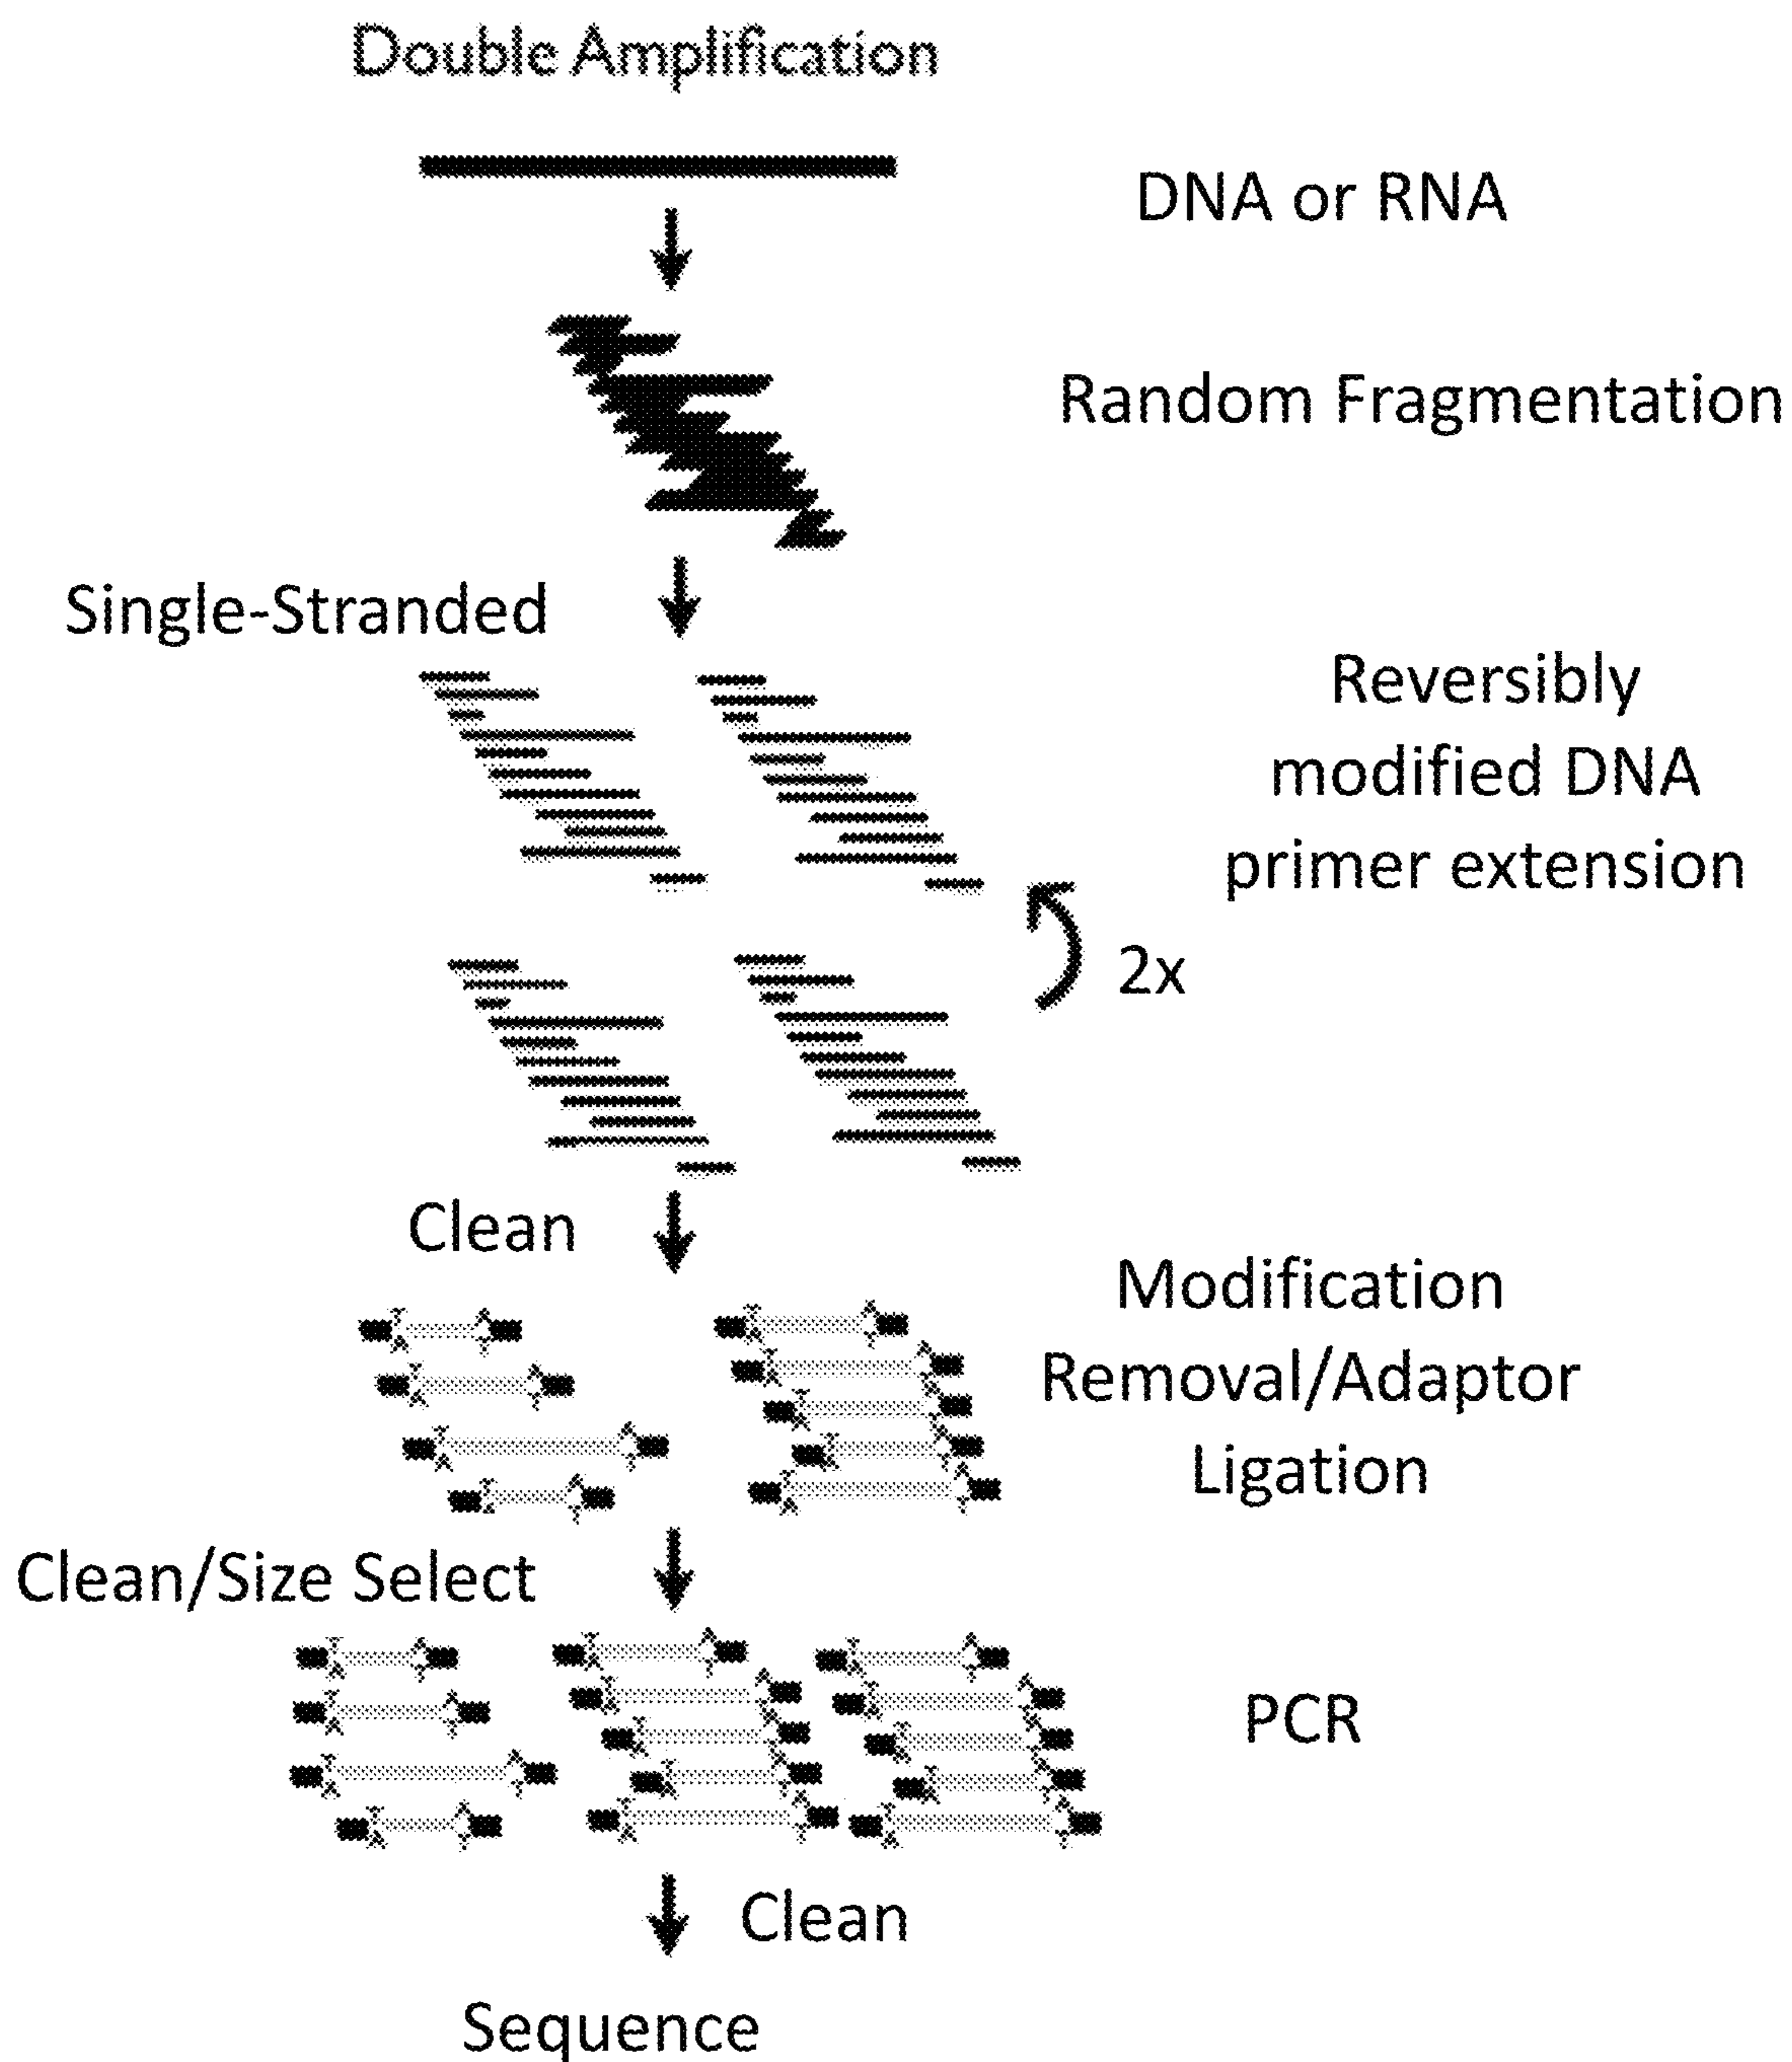 Double Amplification
DNA or RNA
Random Fragmentation
Single-Stranded
Reversibly
modified DNA
primer extension
2x
Clean
Modification
Removal/Adaptor
Ligation
Clean/Size Select
PCR
Clean
Sequence